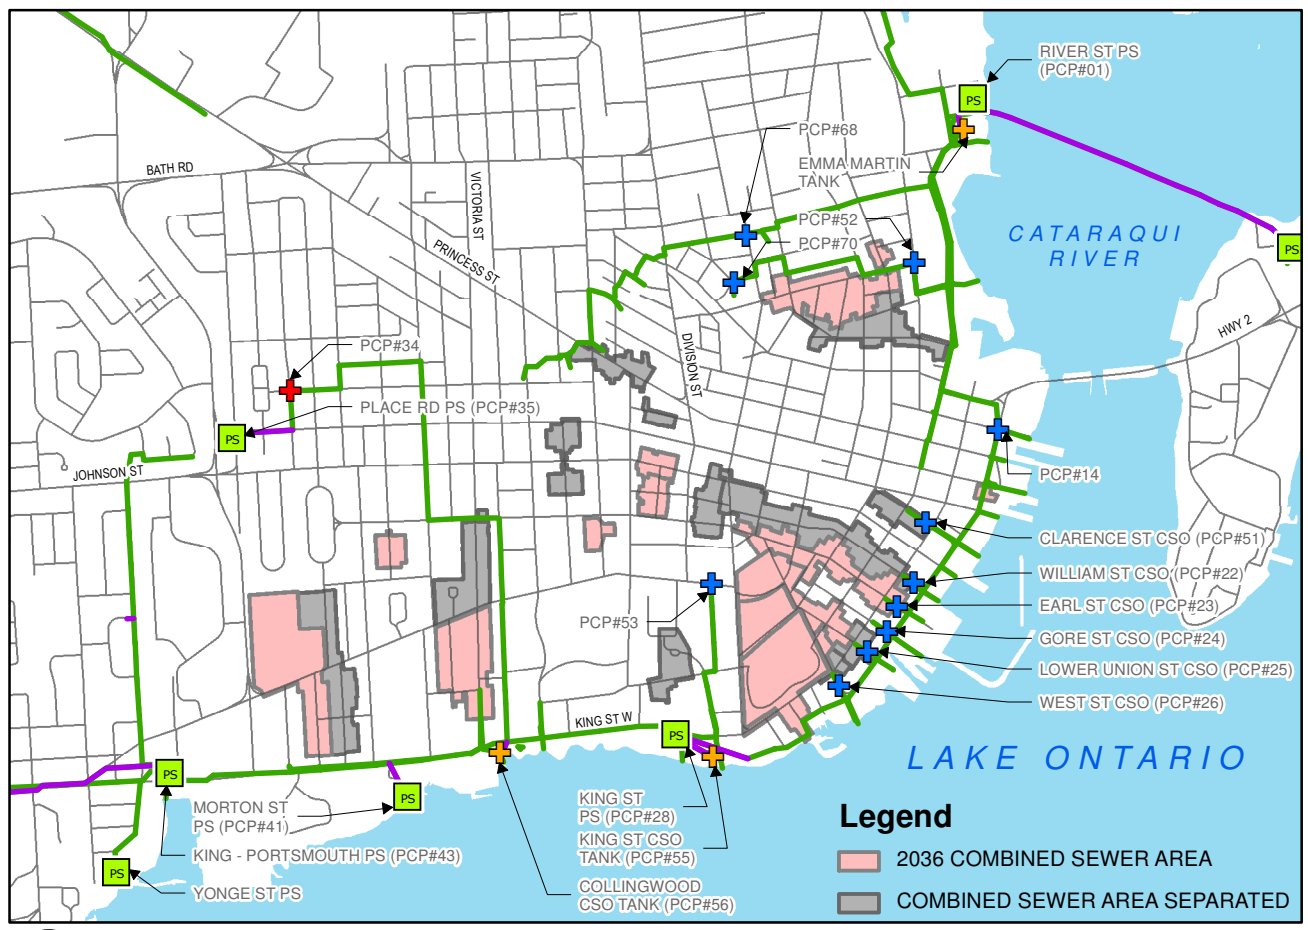 RIVER ST PS
(PCP#01)
PS
PCP#68
EMMA MARTIN
TANK
BATH RD
VICTORIA ST
PRINCESS ST
PCP#52
PCP#70
CATARAQUI
RIVER
PS
HWY 2
DIVISION ST
PCP#34
PLACE RD PS (PCP#35)
PS
JOHNSON ST
PCP#14
CLARENCE ST CSO (PCP#51)
WILLIAM ST CSO (PCP#22)
EARL ST CSO (PCP#23)
PCP#53
GORE ST CSO (PCP#24)
LOWER UNION ST CSO (PCP#25)
WEST ST CSO (PCP#26)
KING ST W
PS
LAKE ONTARIO
PS
PS
MORTON ST
PS (PCP#41)
KING - PORTSMOUTH PS (PCP#43)
PS
YONGE ST PS
KING ST
PS (PCP#28)
KING ST CSO
TANK (PCP#55)
COLLINGWOOD
CSO TANK (PCP#56)
Legend
2036 COMBINED SEWER AREA
COMBINED SEWER AREA SEPARATED